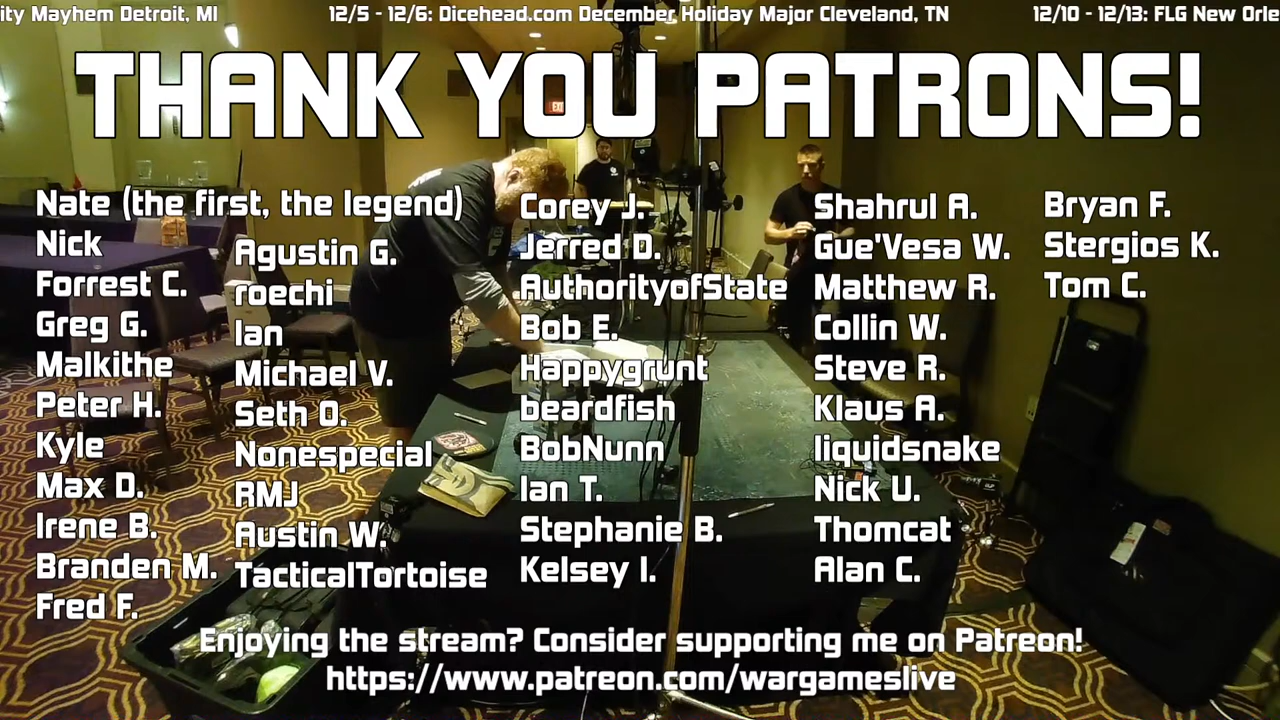 ity Mayhem Detroit, MI 12/5 - 12/6: Dicehead.com December Holiday Major Cleveland, TN 12/10 - 12/13: FLG New Orle
THANK YOU PATRONS!
Nate (the first, the legend)
Nick
Forrest C.
Greg G.
Malkithe
Peter H.
Kyle
Max D.
Irene B.
Branden M.
Fred F.
Agustin G.
roechi
Ian
Michael V.
Seth O.
Nonespecial
RMJ
Austin W.
TacticalTortoise
Corey J.
Jerred D.
AuthorityofState
Bob E.
Happygrunt
beardfish
BobNunn
Ian T.
Stephanie B.
Kelsey I.
Shahrul A.
Gue'Vesa W.
Matthew R.
Collin W.
Steve R.
Klaus A.
liquidsnake
Nick U.
Thomcat
Alan C.
Bryan F.
Stergios K.
Tom C.
Enjoying the stream? Consider supporting me on Patreon!
https://www.patreon.com/wargameslive
EXIT